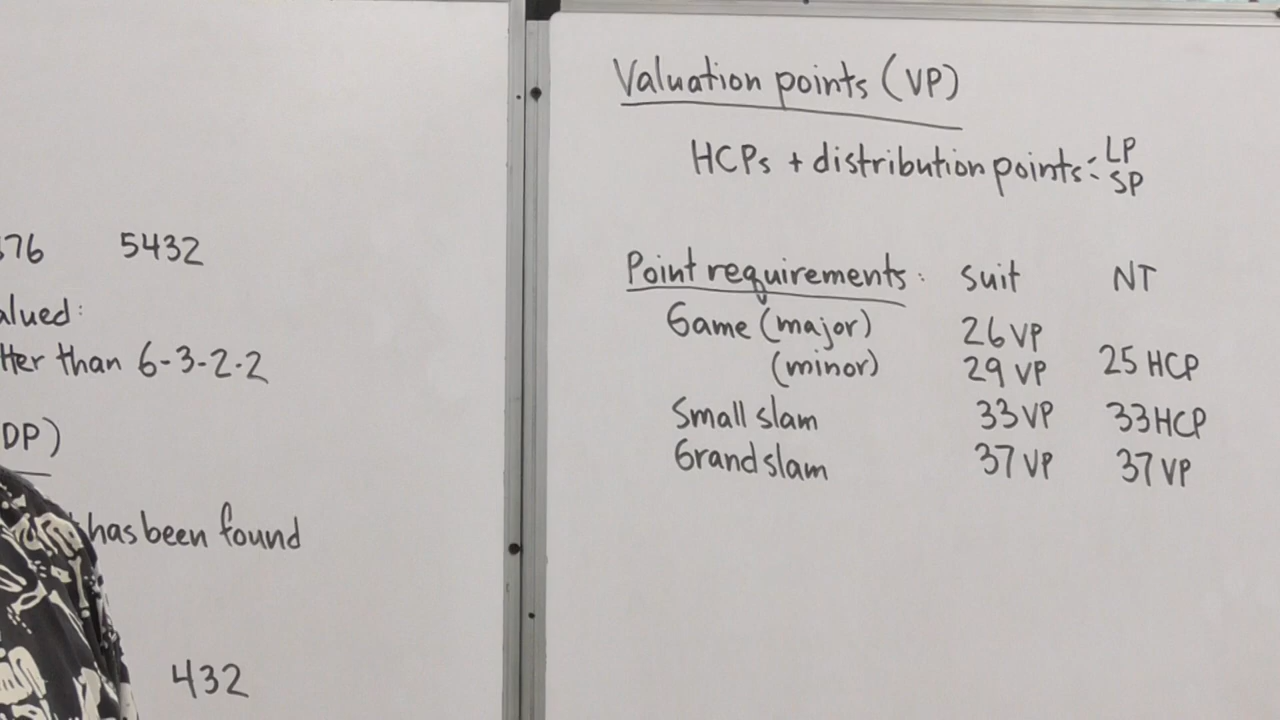 376 5432
alued:
tter than 6-3-2-2
DP)
has been found
432
Valuation points (VP)
HCPs + distribution points: LP
SP
Point requirements: Suit NT
Game (major) 26 VP
(minor) 29 VP 25 HCP
Small slam 33 VP 33 HCP
Grand slam 37 VP 37 VP